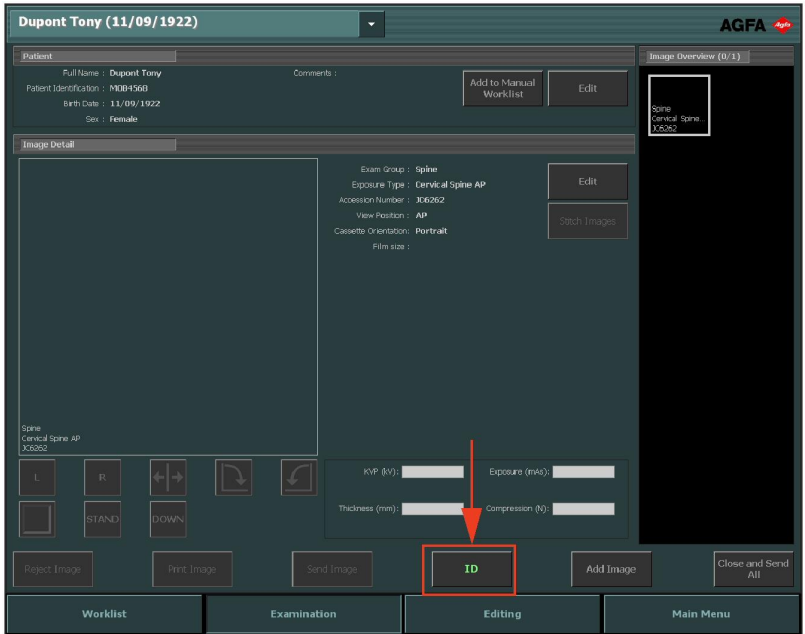 Dupont Tony (11/09/1922)
AGFA
Agfa
Patient
Full Name : Dupont Tony
Patient Identification : MOB456B
Birth Date : 11/09/1922
Sex : Female
Comments :
Add to Manual
Worklist
Edit
Image Overview (0/1)
Spine
Cervical Spine...
JC6262
Image Detail
Spine
Cervical Spine AP
JC6262
Exam Group : Spine
Exposure Type : Cervical Spine AP
Accession Number : JC6262
View Position : AP
Cassette Orientation: Portrait
Film size :
Edit
Stitch Images
L
R
STAND
DOWN
KVP (kV):
Exposure (mAs):
Thickness (mm):
Compression (N):
Reject Image
Print Image
Send Image
ID
Add Image
Close and Send
All
Worklist
Examination
Editing
Main Menu